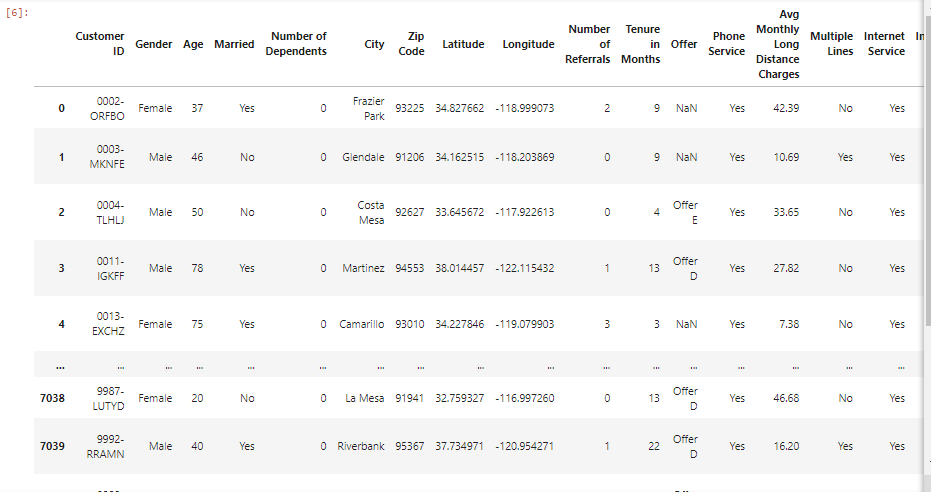 [6]:
Customer ID Gender Age Married Number of Dependents City Zip Code Latitude Longitude Number of Referrals Tenure in Months Offer Phone Service Avg Monthly Long Distance Charges Multiple Lines Internet Service
0 0002-ORFBO Female 37 Yes 0 Frazier Park 93225 34.827662 -118.999073 2 9 NaN Yes 42.39 No Yes
1 0003-MKNFE Male 46 No 0 Glendale 91206 34.162515 -118.203869 0 9 NaN Yes 10.69 Yes Yes
2 0004-TLHLJ Male 50 No 0 Costa Mesa 92627 33.645672 -117.922613 0 4 Offer E Yes 33.65 No Yes
3 0011-IGKFF Male 78 Yes 0 Martinez 94553 38.014457 -122.115432 1 13 Offer D Yes 27.82 No Yes
4 0013-EXCHZ Female 75 Yes 0 Camarillo 93010 34.227846 -119.079903 3 3 NaN Yes 7.38 No Yes
... ... ... ... ... ... ... ... ... ... ... ... ... ... ... ... ...
7038 9987-LUTYD Female 20 No 0 La Mesa 91941 32.759327 -116.997260 0 13 Offer D Yes 46.68 No Yes
7039 9992-RRAMN Male 40 Yes 0 Riverbank 95367 37.734971 -120.954271 1 22 Offer D Yes 16.20 Yes Yes